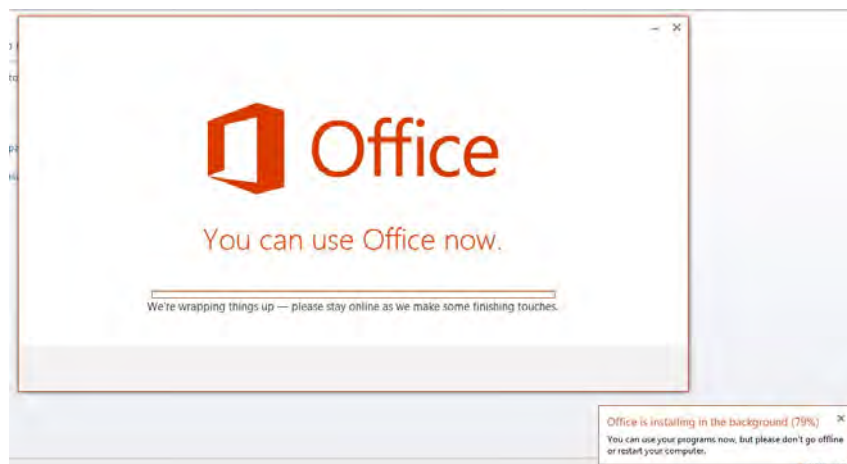 Office
You can use Office now.
We're wrapping things up — please stay online as we make some finishing touches.
Office is installing in the background (79%)
You can use your programs now, but please don't go offline
or restart your computer.